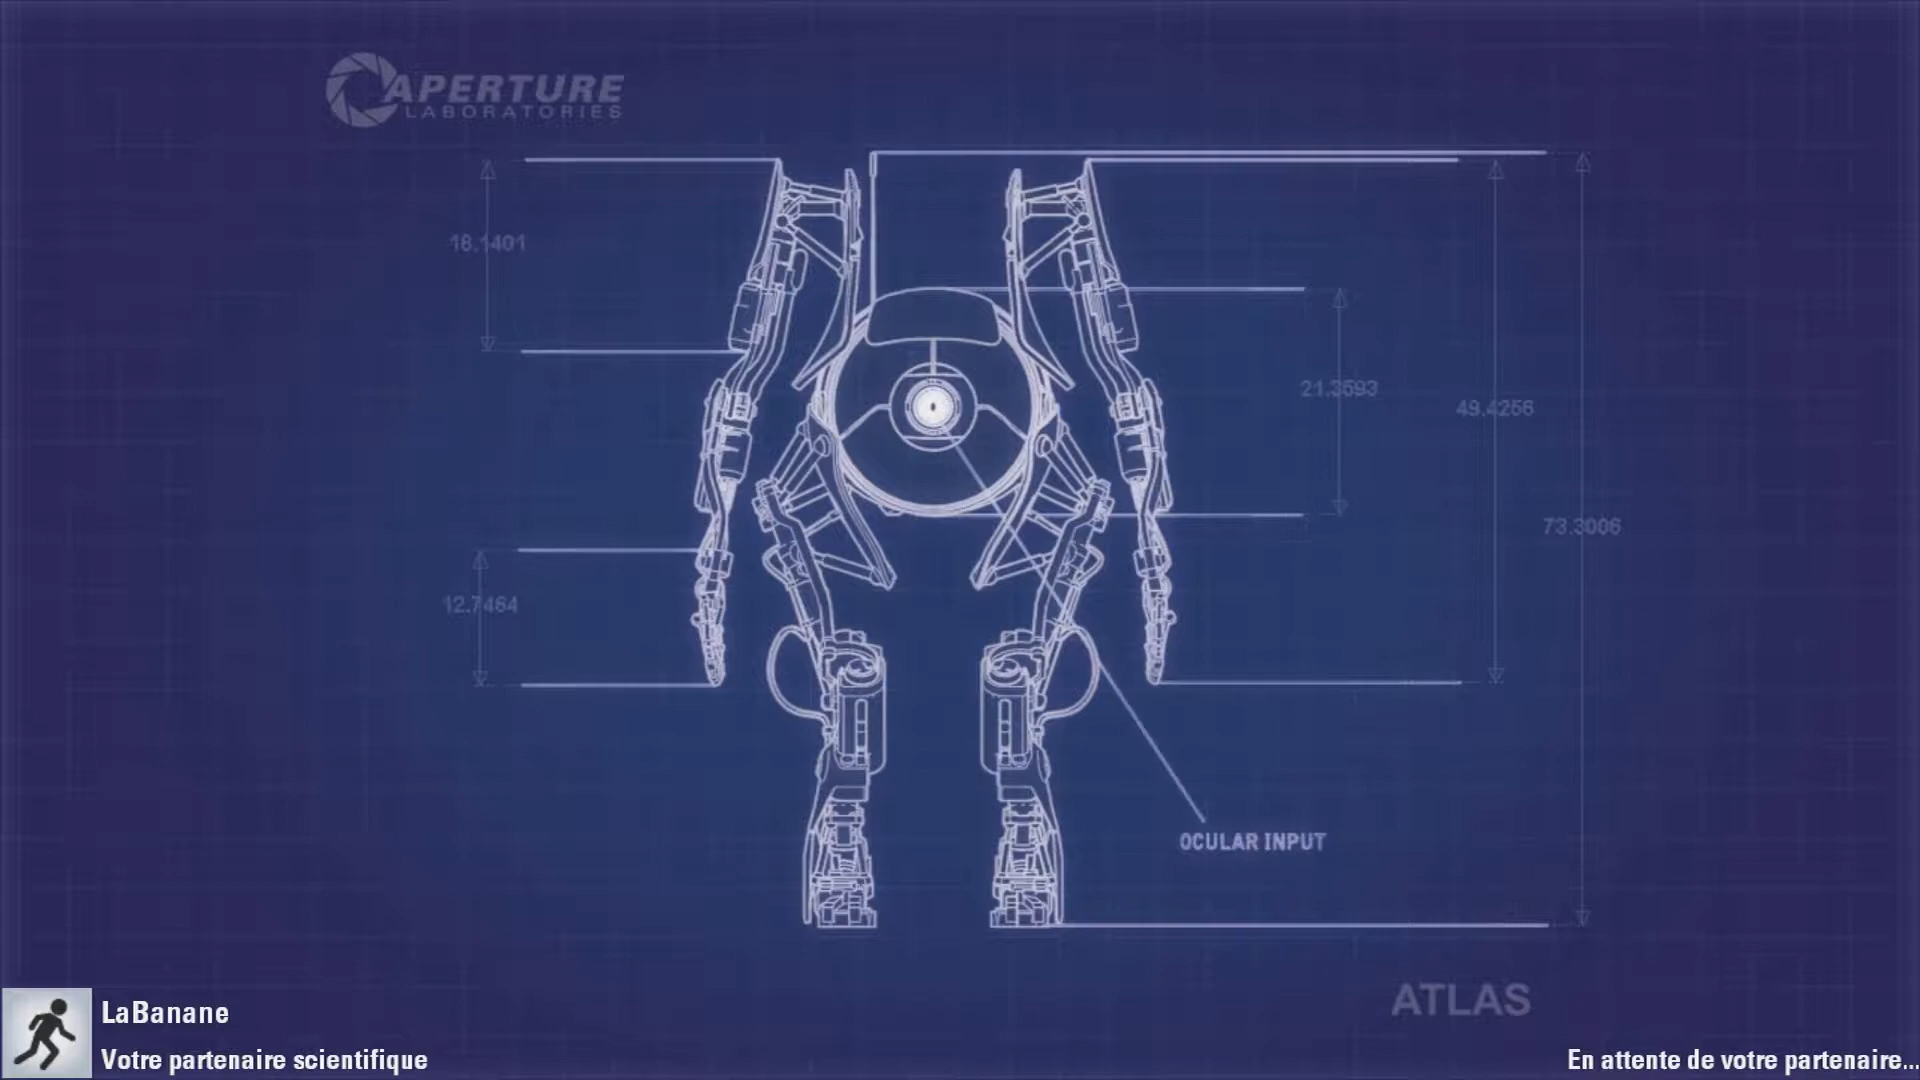 APERTURE
LABORATORIES
18.1401
21.3593
49.4256
73.3006
12.7464
OCULAR INPUT
ATLAS
LaBanane
Votre partenaire scientifique
En attente de votre partenaire...